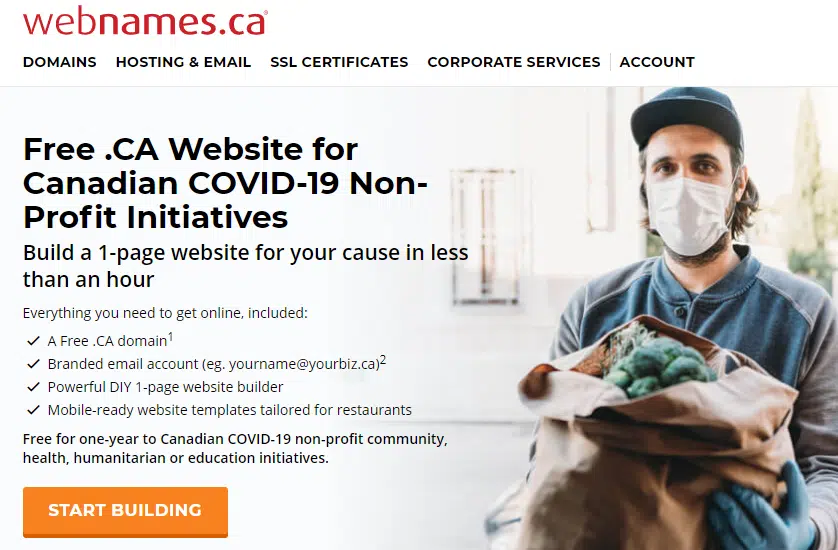 webnames.ca®
DOMAINS HOSTING & EMAIL SSL CERTIFICATES CORPORATE SERVICES ACCOUNT
Free .CA Website for
Canadian COVID-19 Non-
Profit Initiatives
Build a 1-page website for your cause in less
than an hour
Everything you need to get online, included:
✓ A Free .CA domain¹
✓ Branded email account (eg. yourname@yourbiz.ca)²
✓ Powerful DIY 1-page website builder
✓ Mobile-ready website templates tailored for restaurants
Free for one-year to Canadian COVID-19 non-profit community,
health, humanitarian or education initiatives.
START BUILDING